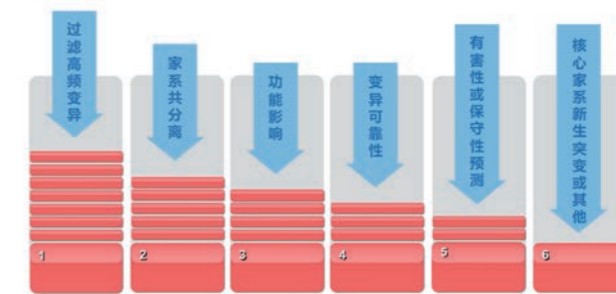 过滤高频变异
家系共分离
功能影响
变异可靠性
有害性或保守性预测
核心家系新生突变或其他
1
2
3
4
5
6